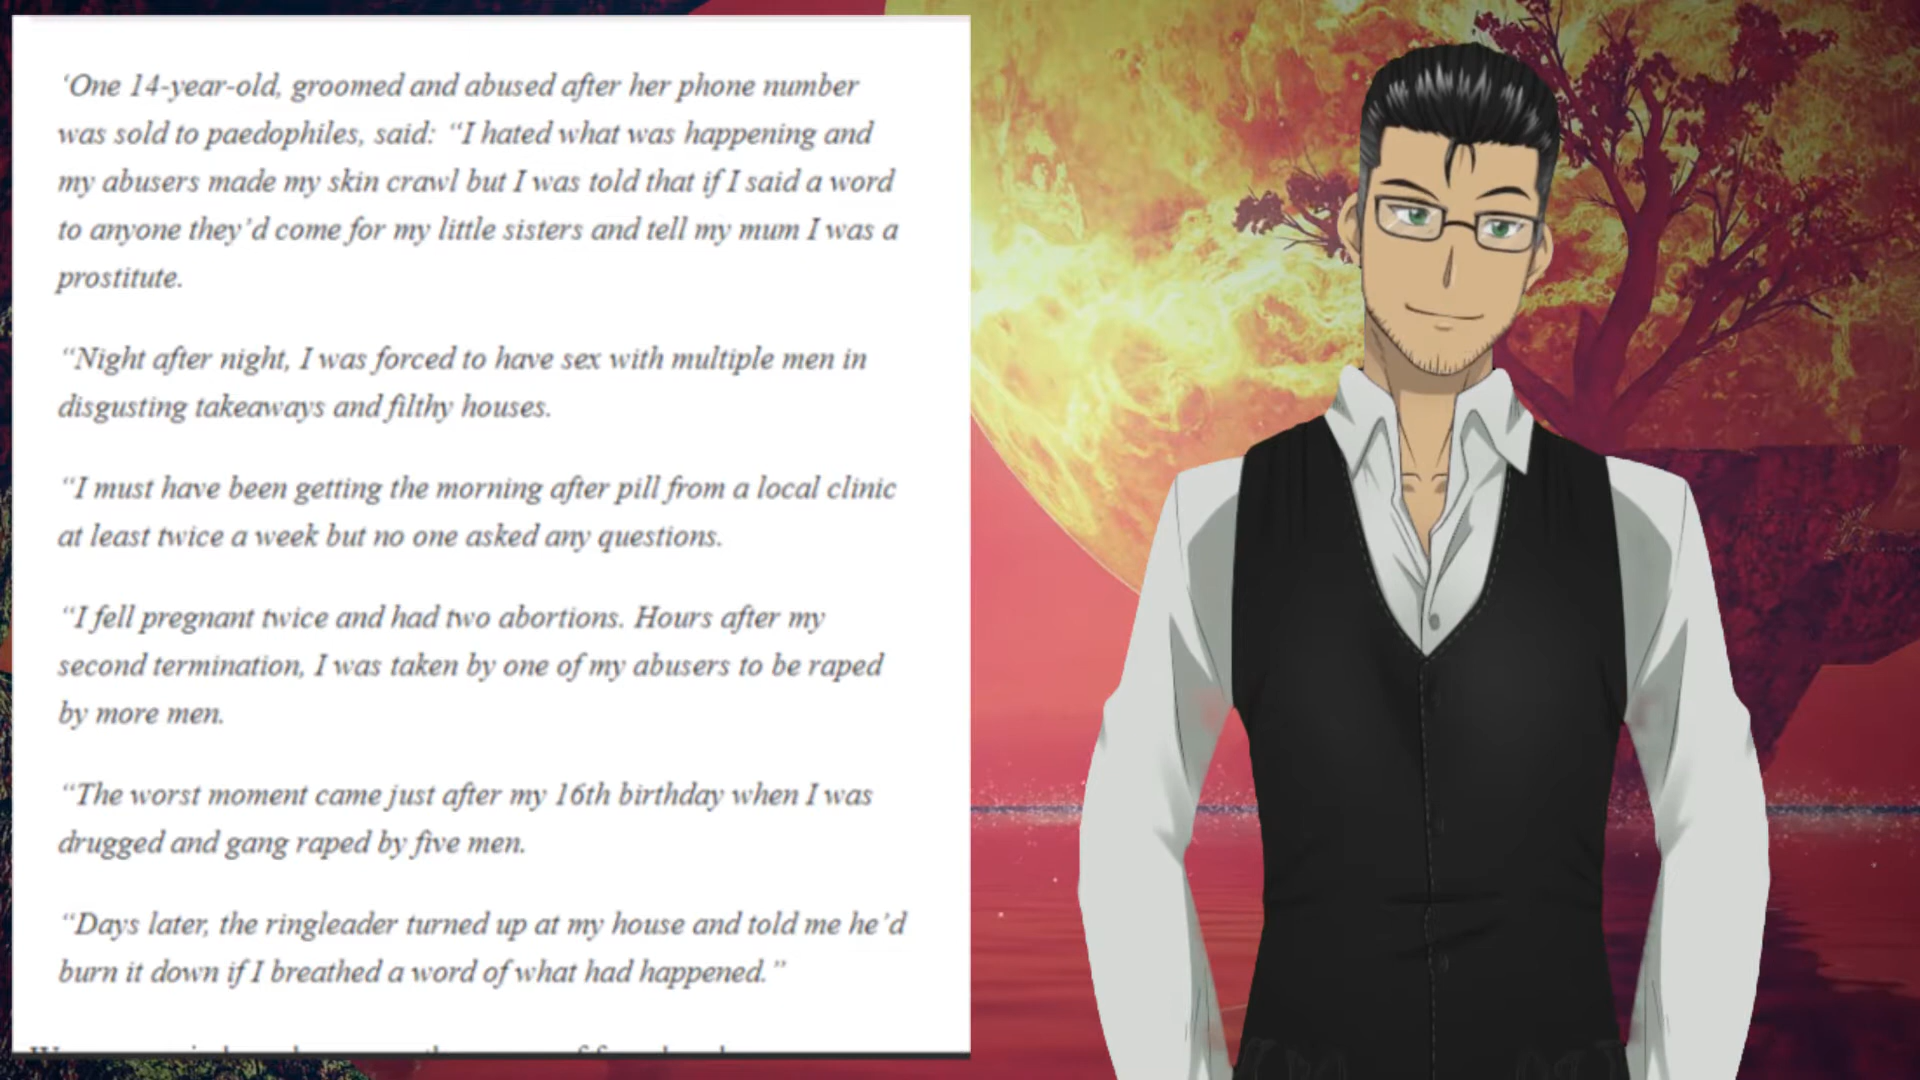 ‘One 14-year-old, groomed and abused after her phone number
was sold to paedophiles, said: “I hated what was happening and
my abusers made my skin crawl but I was told that if I said a word
to anyone they’d come for my little sisters and tell my mum I was a
prostitute.
“Night after night, I was forced to have sex with multiple men in
disgusting takeaways and filthy houses.
“I must have been getting the morning after pill from a local clinic
at least twice a week but no one asked any questions.
“I fell pregnant twice and had two abortions. Hours after my
second termination, I was taken by one of my abusers to be raped
by more men.
“The worst moment came just after my 16th birthday when I was
drugged and gang raped by five men.
“Days later, the ringleader turned up at my house and told me he’d
burn it down if I breathed a word of what had happened.”